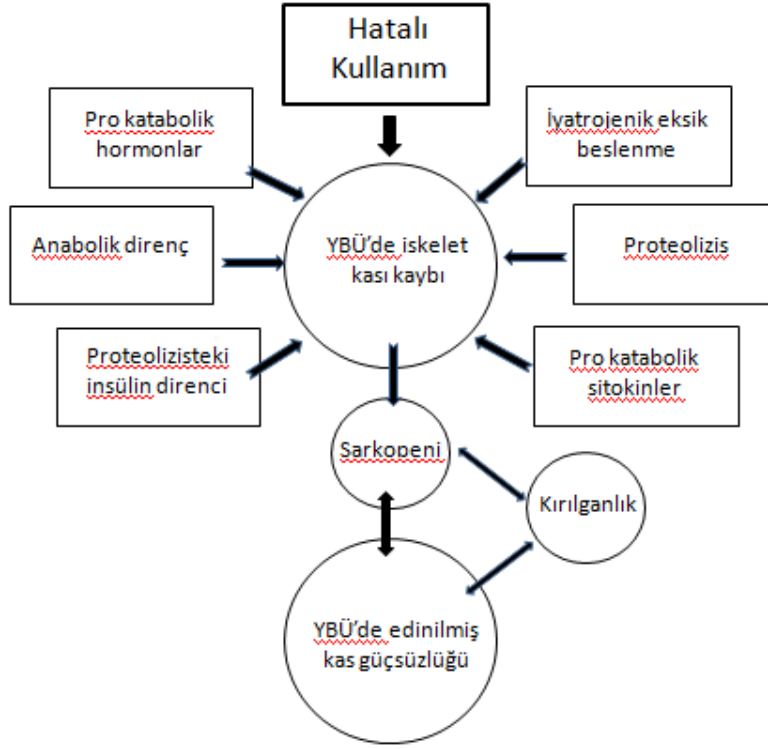 Hatalı
Kullanım
Pro katabolik
hormonlar
İyatrojenik eksik
beslenme
Anabolik direnç
YBÜ’de iskelet
kası kaybı
Proteolizis
Proteolizisteki
insülin direnci
Pro katabolik
sitokinler
Sarkopeni
Kırılganlık
YBÜ’de edinilmiş
kas güçsüzlüğü